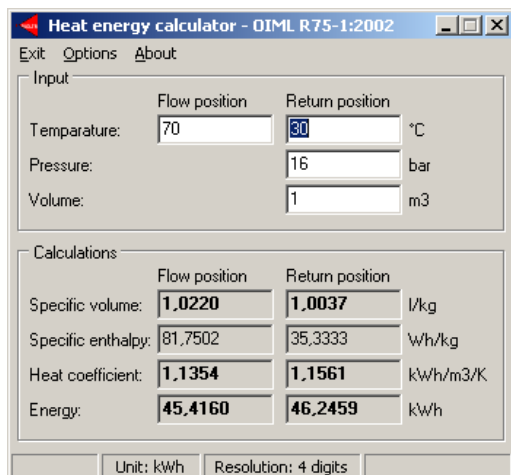 Heat energy calculator - OIML R75-1:2002
Exit Options About
Input
Flow position Return position
Temparature: 70 30 °C
Pressure: 16 bar
Volume: 1 m3
Calculations
Flow position Return position
Specific volume: 1,0220 1,0037 l/kg
Specific enthalpy: 81,7502 35,3333 Wh/kg
Heat coefficient: 1,1354 1,1561 kWh/m3/K
Energy: 45,4160 46,2459 kWh
Unit: kWh Resolution: 4 digits